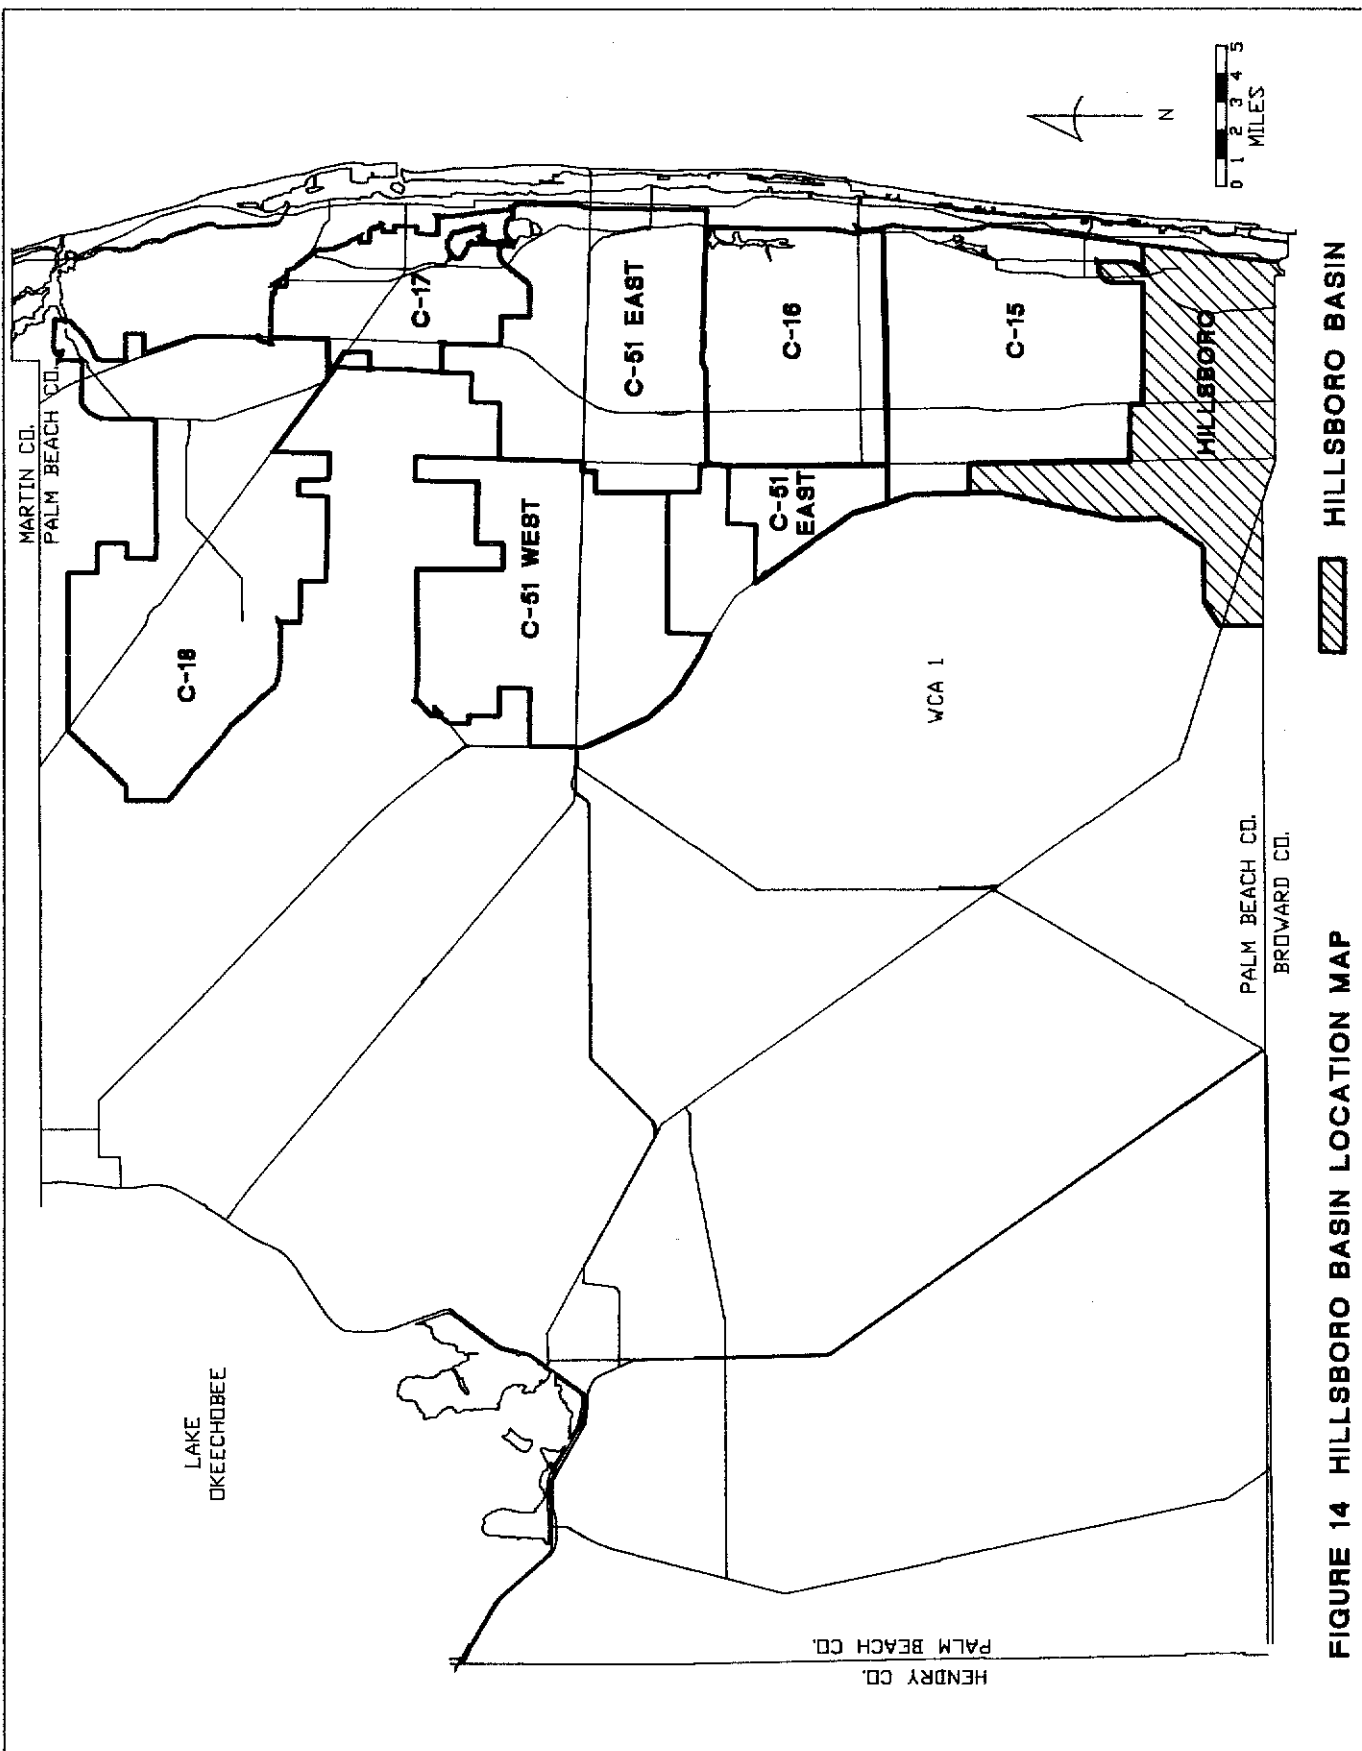 MARTIN CO.
PALM BEACH CO.
LAKE
OKEECHOBEE
C-18
C-17
C-51 WEST
C-51 EAST
C-51
EAST
C-16
C-15
WCA 1
HILLSBORO
HENDRY CO.
PALM BEACH CO.
PALM BEACH CO.
BROWARD CO.
N
0 1 2 3 4 5
MILES
HILLSBORO BASIN
FIGURE 14 HILLSBORO BASIN LOCATION MAP